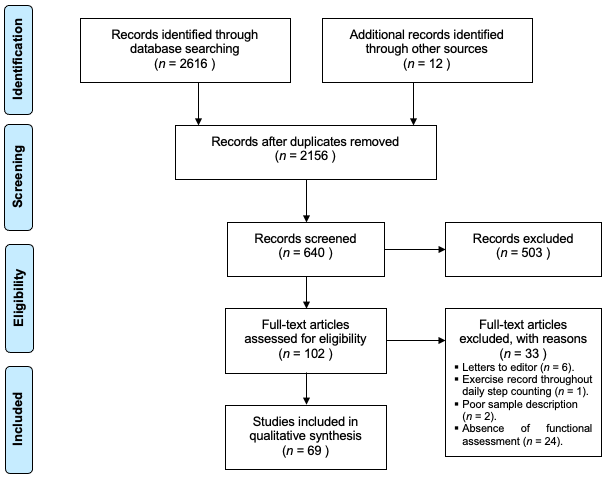 Identification
Records identified through
database searching
(n = 2616 )
Additional records identified
through other sources
(n = 12 )
Screening
Records after duplicates removed
(n = 2156 )
Records screened
(n = 640 )
Records excluded
(n = 503 )
Eligibility
Full-text articles
assessed for eligibility
(n = 102 )
Full-text articles
excluded, with reasons
(n = 33 )
▪ Letters to editor (n = 6).
▪ Exercise record throughout
daily step counting (n = 1).
▪ Poor sample description
(n = 2).
▪ Absence of functional
assessment (n = 24).
Included
Studies included in
qualitative synthesis
(n = 69 )